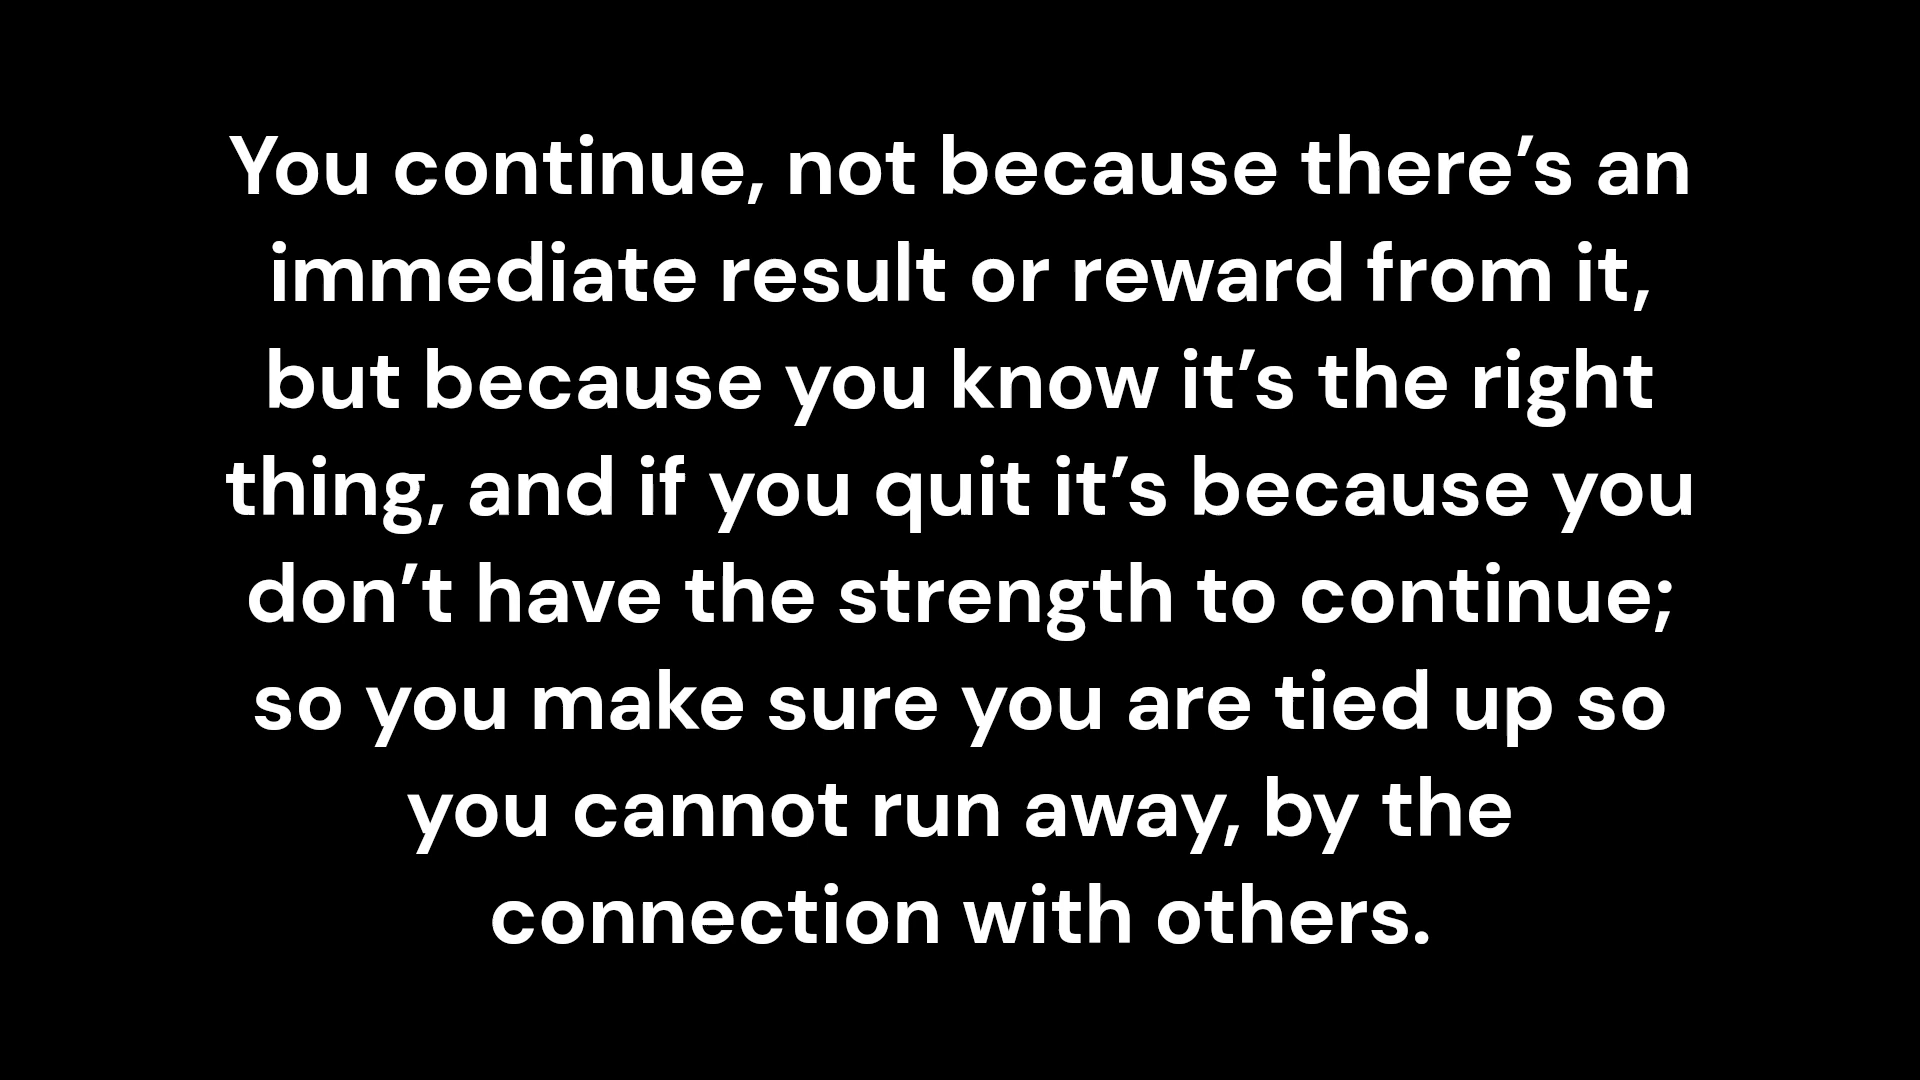 You continue, not because there’s an
immediate result or reward from it,
but because you know it’s the right
thing, and if you quit it’s because you
don’t have the strength to continue;
so you make sure you are tied up so
you cannot run away, by the
connection with others.